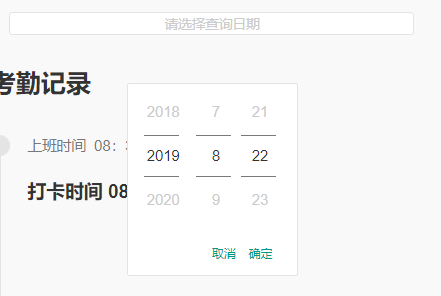 请选择查询日期
考勤记录
上班时间 08:
打卡时间 08
2018 7 21
2019 8 22
2020 9 23
取消 确定